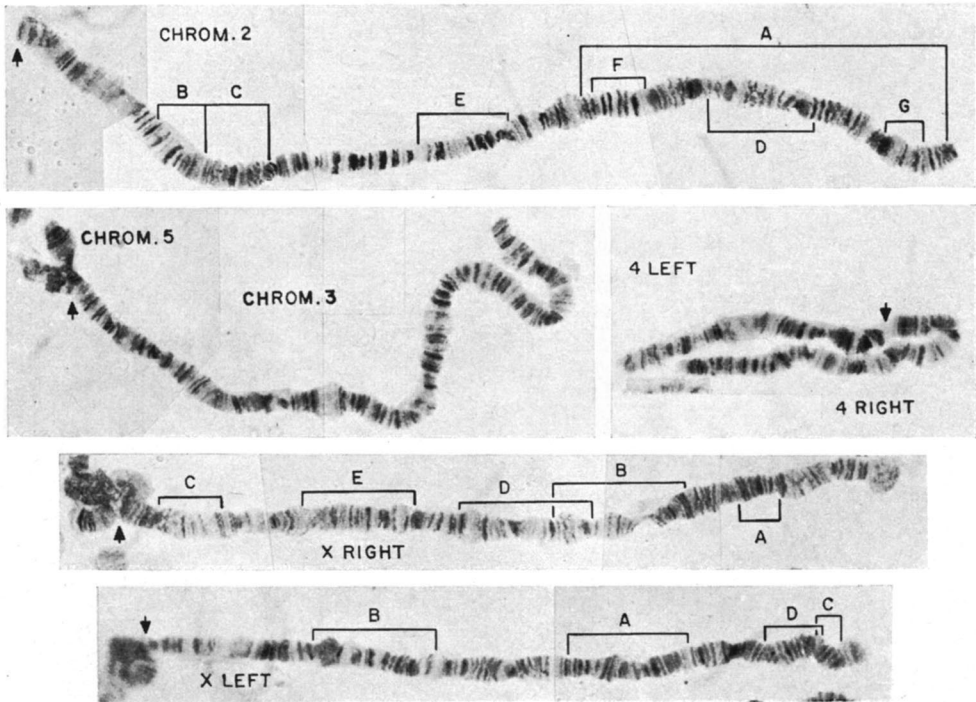 CHROM. 2
A
B C
F
E
G
D
CHROM. 5
CHROM. 3
4 LEFT
4 RIGHT
C
E
B
D
X RIGHT
A
B
A
D
C
X LEFT